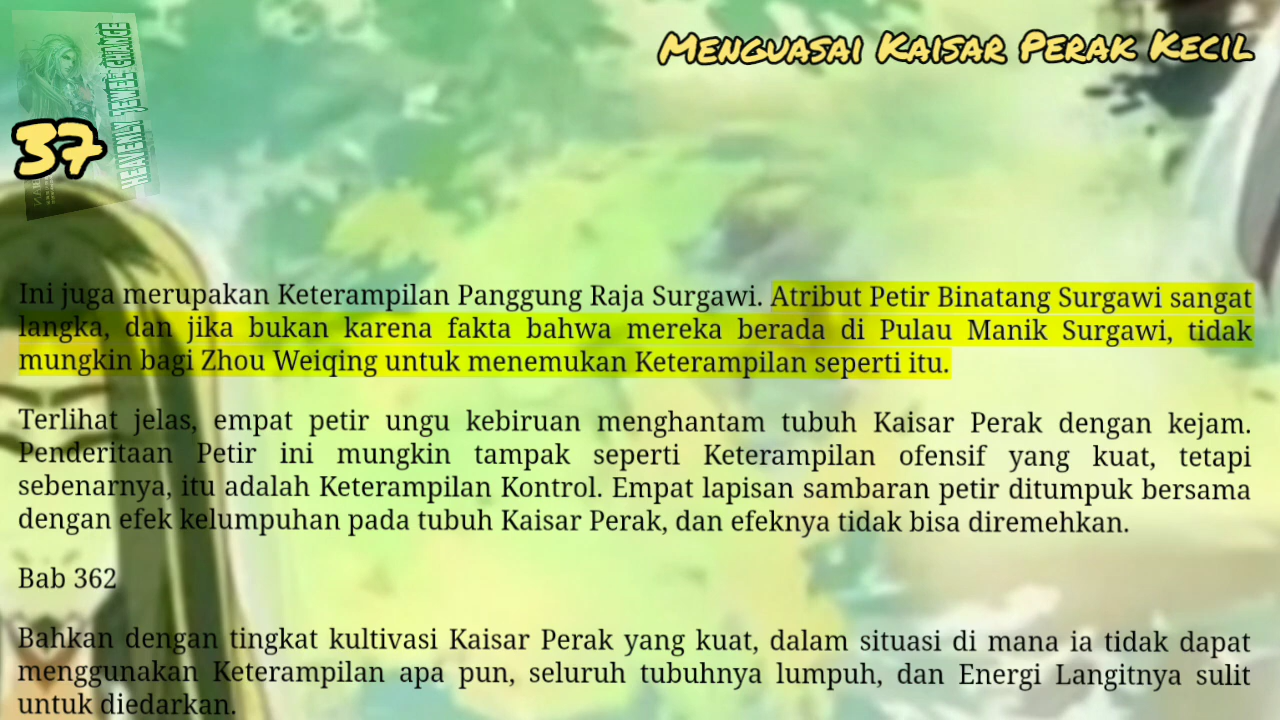 Menguasai Kaisar Perak Kecil
HEAVENLY JEWEL CHANGE
37
Ini juga merupakan Keterampilan Panggung Raja Surgawi. Atribut Petir Binatang Surgawi sangat
langka, dan jika bukan karena fakta bahwa mereka berada di Pulau Manik Surgawi, tidak
mungkin bagi Zhou Weiqing untuk menemukan Keterampilan seperti itu.
Terlihat jelas, empat petir ungu kebiruan menghantam tubuh Kaisar Perak dengan kejam.
Penderitaan Petir ini mungkin tampak seperti Keterampilan ofensif yang kuat, tetapi
sebenarnya, itu adalah Keterampilan Kontrol. Empat lapisan sambaran petir ditumpuk bersama
dengan efek kelumpuhan pada tubuh Kaisar Perak, dan efeknya tidak bisa diremehkan.
Bab 362
Bahkan dengan tingkat kultivasi Kaisar Perak yang kuat, dalam situasi di mana ia tidak dapat
menggunakan Keterampilan apa pun, seluruh tubuhnya lumpuh, dan Energi Langitnya sulit
untuk diedarkan.